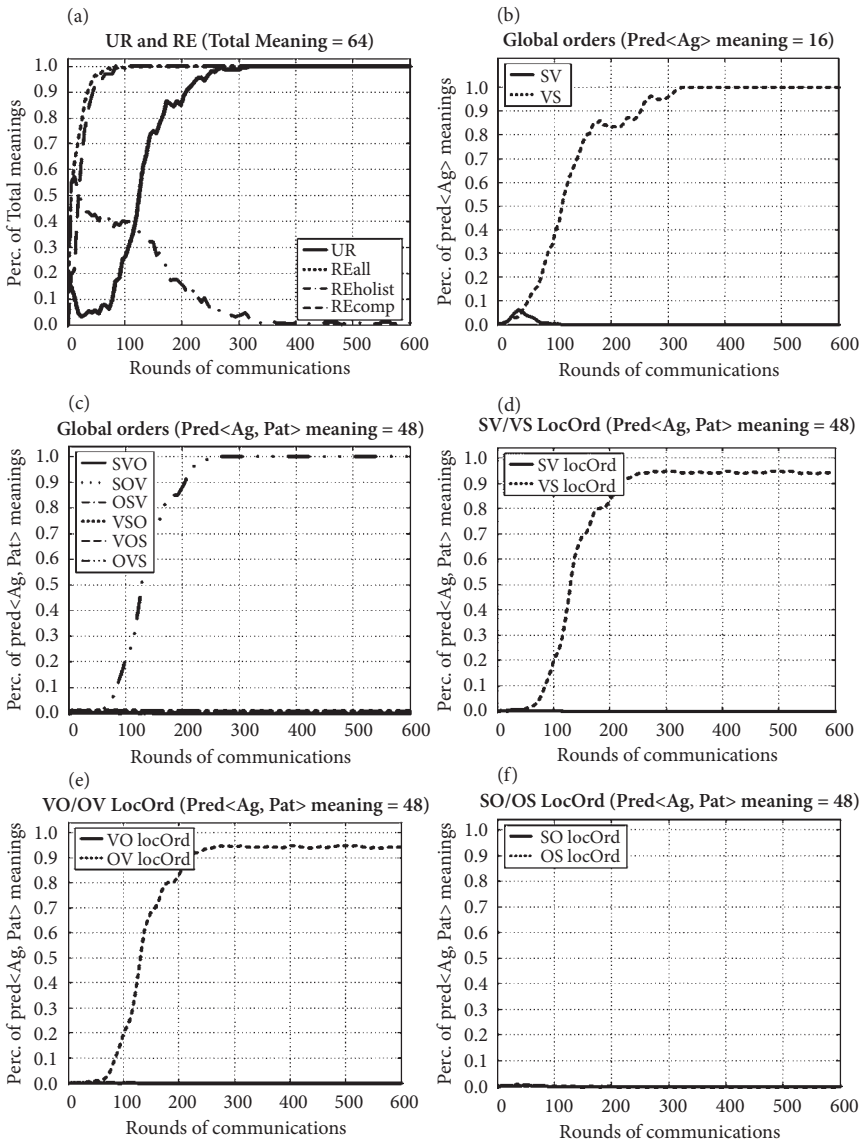 (a)
UR and RE (Total Meaning = 64)
Perc. of Total meanings
1.0
0.9
0.8
0.7
0.6
0.5
0.4
0.3
0.2
0.1
0.0
UR
REall
REholist
REcomp
0 100 200 300 400 500 600
Rounds of communications
(b)
Global orders (Pred<Ag> meaning = 16)
Perc. of pred<Ag> meanings
SV
VS
1.0
0.9
0.8
0.7
0.6
0.5
0.4
0.3
0.2
0.1
0.0
0 100 200 300 400 500 600
Rounds of communications
(c)
Global orders (Pred<Ag, Pat> meaning = 48)
Perc. of pred<Ag, Pat> meanings
1.0
0.9
0.8
0.7
0.6
0.5
0.4
0.3
0.2
0.1
0.0
SVO
SOV
OSV
VSO
VOS
OVS
0 100 200 300 400 500 600
Rounds of communications
(d)
SV/VS LocOrd (Pred<Ag, Pat> meaning = 48)
Perc. of pred<Ag, Pat> meanings
1.0
0.9
0.8
0.7
0.6
0.5
0.4
0.3
0.2
0.1
0.0
SV locOrd
VS locOrd
0 100 200 300 400 500 600
Rounds of communications
(e)
VO/OV LocOrd (Pred<Ag, Pat> meaning = 48)
Perc. of pred<Ag, Pat> meanings
1.0
0.9
0.8
0.7
0.6
0.5
0.4
0.3
0.2
0.1
0.0
VO locOrd
OV locOrd
0 100 200 300 400 500 600
Rounds of communications
(f)
SO/OS LocOrd (Pred<Ag, Pat> meaning = 48)
Perc. of pred<Ag, Pat> meanings
1.0
0.9
0.8
0.7
0.6
0.5
0.4
0.3
0.2
0.1
0.0
SO locOrd
OS locOrd
0 100 200 300 400 500 600
Rounds of communications